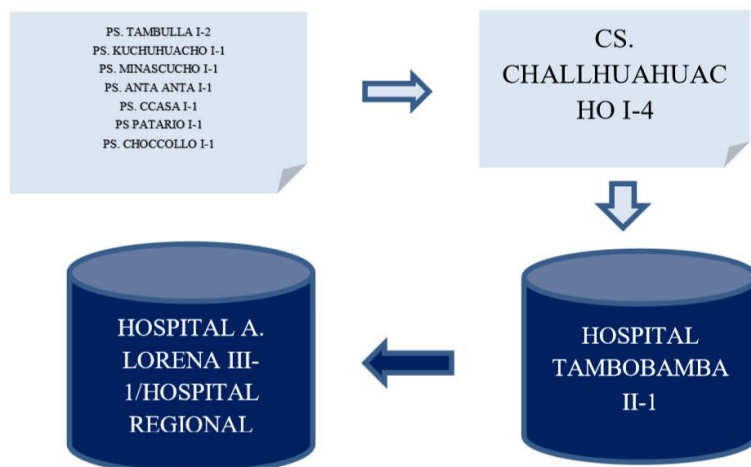 PS. TAMBULLA I-2
PS. KUCHUHUACHO I-1
PS. MINASCUCHO I-1
PS. ANTA ANTA I-1
PS. CCASA I-1
PS PATARIO I-1
PS. CHOCCOLLO I-1
CS.
CHALLHUAHUAC
HO I-4
HOSPITAL A.
LORENA III-
1/HOSPITAL
REGIONAL
HOSPITAL
TAMBOBAMBA
II-1